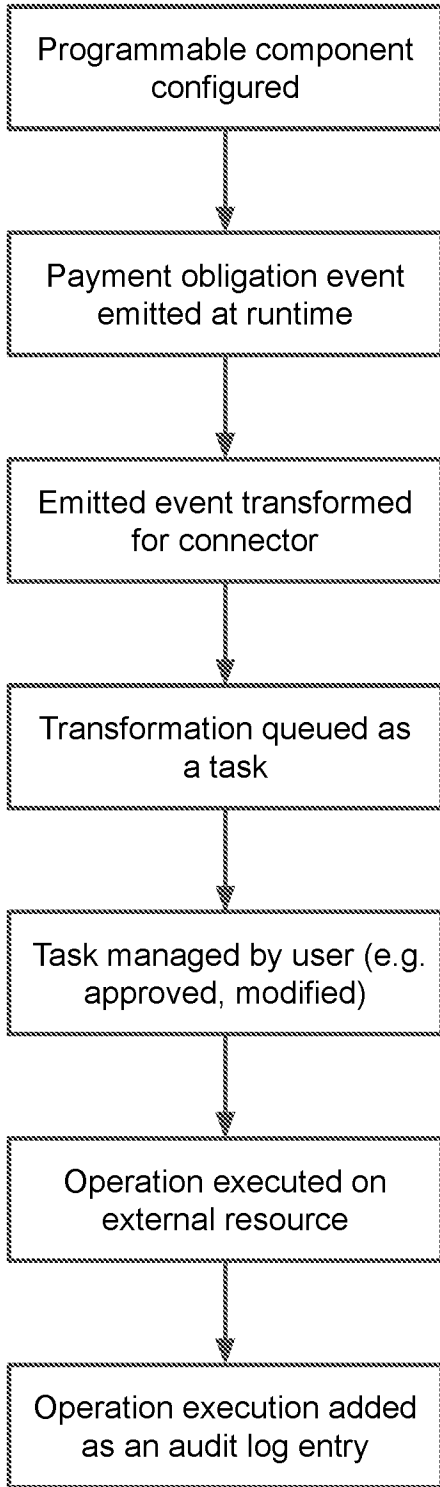 Programmable component
configured
Payment obligation event
emitted at runtime
Emitted event transformed
for connector
Transformation queued as
a task
Task managed by user (e.g.
approved, modified)
Operation executed on
external resource
Operation execution added
as an audit log entry